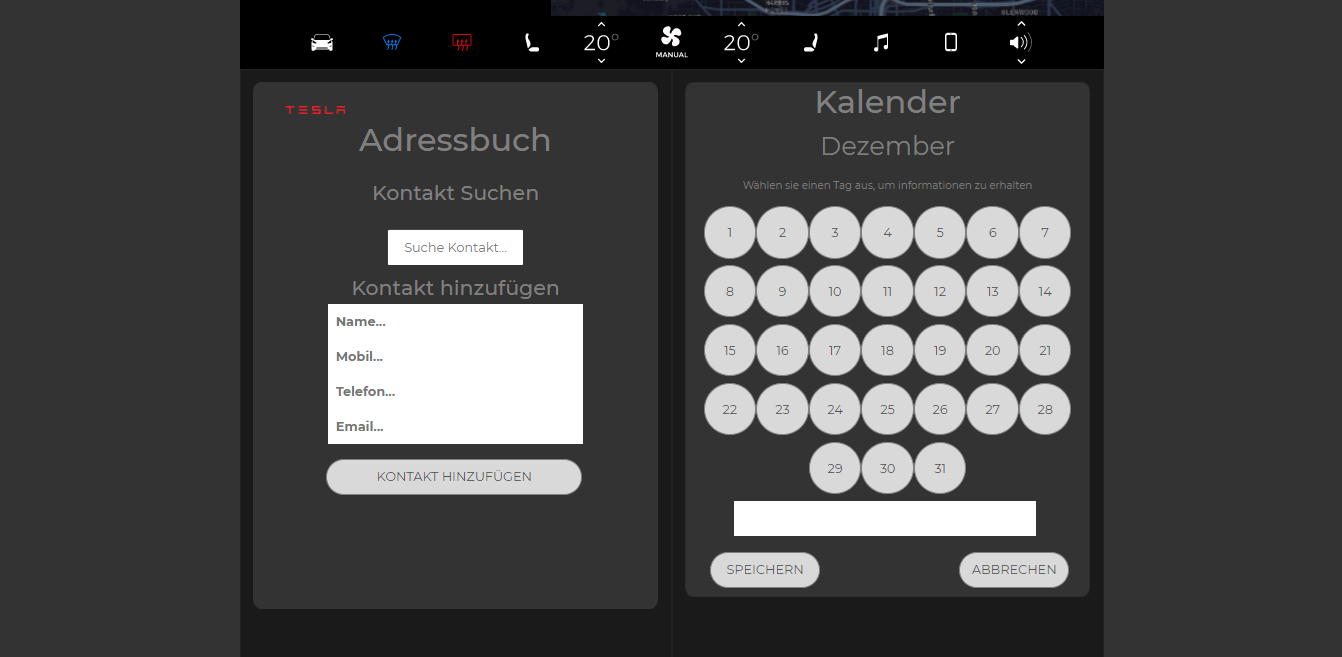 GLENWOOD
20° MANUAL 20°
TESLA
Adressbuch
Kontakt Suchen
Suche Kontakt...
Kontakt hinzufügen
Name...
Mobil...
Telefon...
Email...
KONTAKT HINZUFÜGEN
Kalender
Dezember
Wählen sie einen Tag aus, um informationen zu erhalten
1 2 3 4 5 6 7
8 9 10 11 12 13 14
15 16 17 18 19 20 21
22 23 24 25 26 27 28
29 30 31
SPEICHERN ABBRECHEN